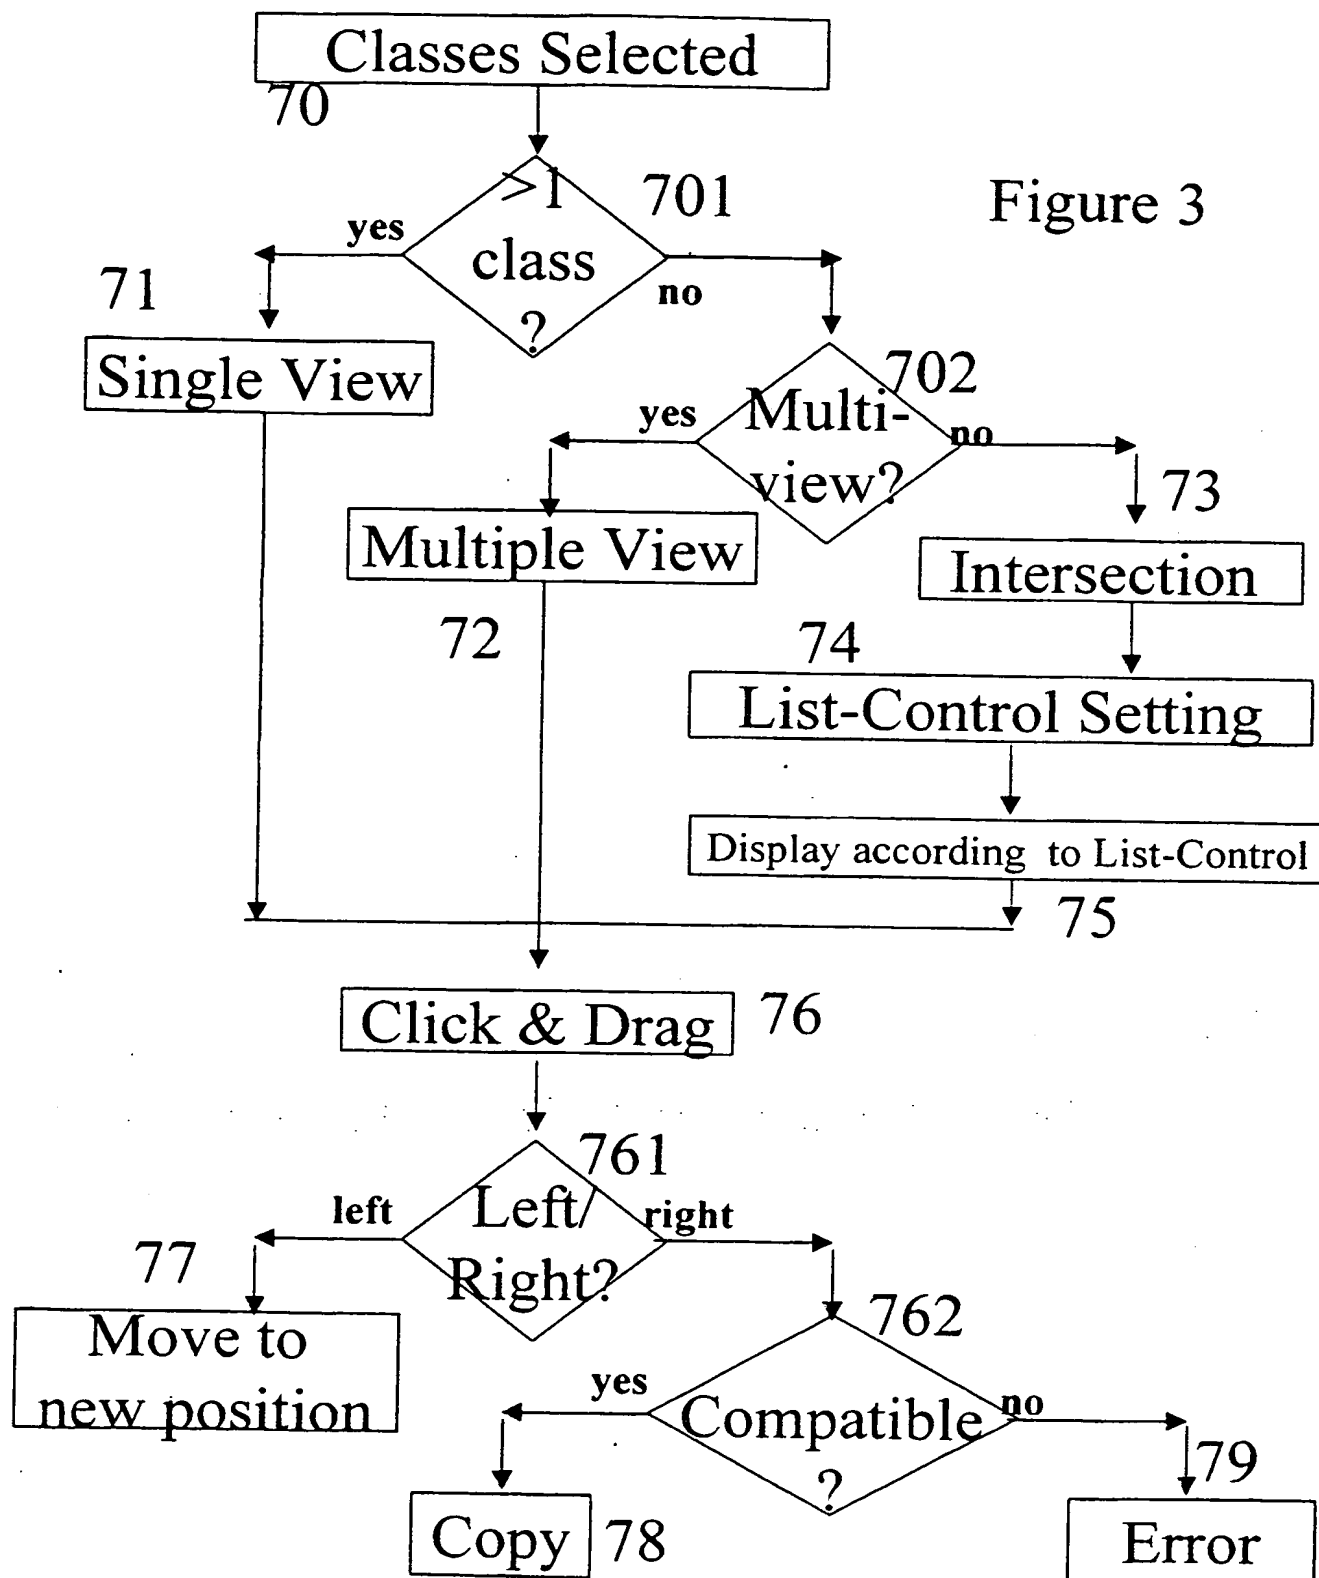 Classes Selected
70
>1
class
?
701
Figure 3
yes
no
71
Single View
702
Multi-
view?
yes
no
73
Multiple View
72
Intersection
74
List-Control Setting
Display according to List-Control
75
Click & Drag
76
761
Left/
Right?
left
right
77
Move to
new position
762
Compatible
?
yes
no
79
Copy
78
Error